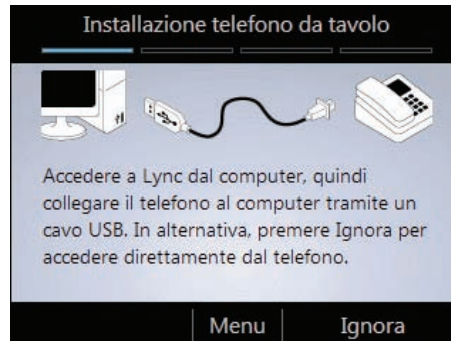 Installazione telefono da tavolo
Accedere a Lync dal computer, quindi
collegare il telefono al computer tramite un
cavo USB. In alternativa, premere Ignora per
accedere direttamente dal telefono.
Menu Ignora